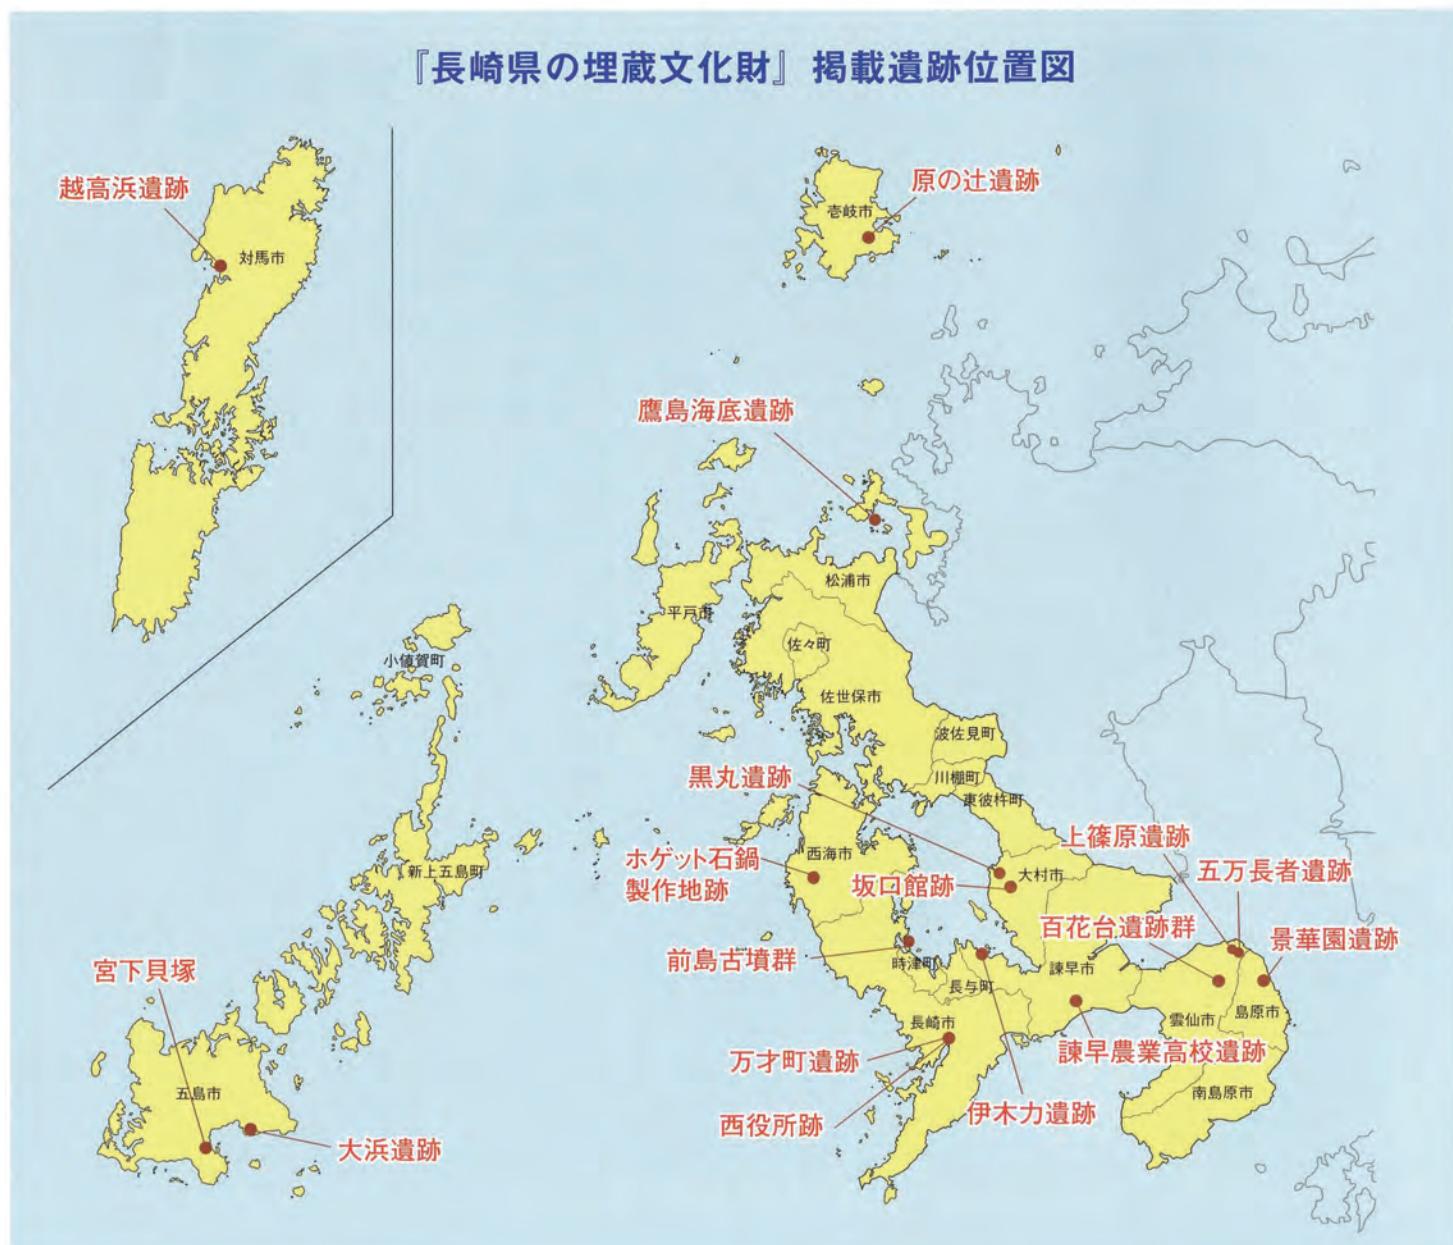 『長崎県の埋蔵文化財』 掲載遺跡位置図
越高浜遺跡
対馬市
原の辻遺跡
壱岐市
鷹島海底遺跡
松浦市
平戸市
佐々町
小値賀町
佐世保市
波佐見町
川棚町
東彼杵町
黒丸遺跡
上篠原遺跡
西海市
ホゲット石鍋
製作地跡
新上五島町
坂口館跡
大村市
五万長者遺跡
百花台遺跡群
景華園遺跡
前島古墳群
時津町
長与町
諫早市
宮下貝塚
雲仙市
島原市
長崎市
万才町遺跡
諫早農業高校遺跡
五島市
南島原市
西役所跡
伊木力遺跡
大浜遺跡